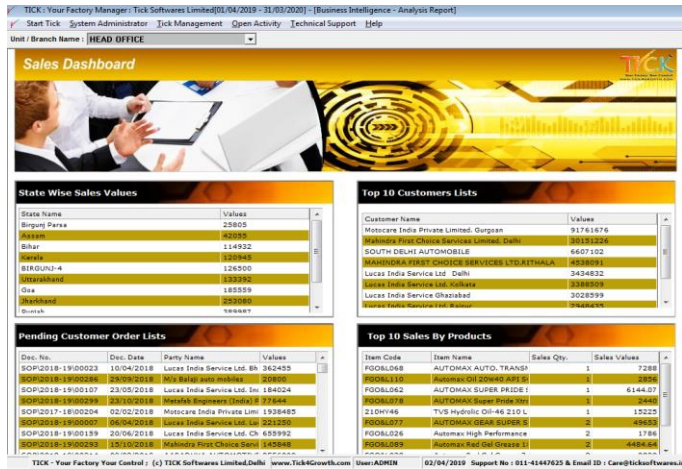 TICK : Your Factory Manager: Tick Softwares Limited[01/04/2019 - 31/03/2020] - [Business Intelligence - Analysis Report]
Start Tick System Administrator Tick Management Open Activity Technical Support Help
Unit / Branch Name : HEAD OFFICE
Sales Dashboard
TICK
State Wise Sales Values
State Name Values
Birgunj Parsa 25805
Assam 42055
Bihar 114932
Kerala 120945
BIRGUNJ-4 126500
Uttarakhand 133392
Goa 185559
Jharkhand 253080
Punjab 389987
Top 10 Customers Lists
Customer Name Values
Motocare India Private Limited. Gurgoan 91761676
Mahindra First Choice Services Limited. Delhi 30151226
SOUTH DELHI AUTOMOBILE 6607102
MAHINDRA FIRST CHOICE SERVICES LTD.RITHALA 4538091
Lucas India Service Ltd Delhi 3434832
Lucas India Service Ltd. Kolkata 3388509
Lucas India Service Ghaziabad 3028599
Lucas India Service Ltd. Raipur 2948435
Pending Customer Order Lists
Doc. No. Doc. Date Party Name Values
SOP\2018-19\00023 10/04/2018 Lucas India Service Ltd. Bh 362455
SOP\2018-19\00286 29/09/2018 M/s Balaji auto mobiles 20800
SOP\2018-19\00107 23/05/2018 Lucas India Service Ltd. Inc 184024
SOP\2018-19\00299 23/10/2018 Metafab Engineers (India) P 77644
SOP\2017-18\00204 02/02/2018 Motocare India Private Limi 1938485
SOP\2018-19\00007 06/04/2018 Lucas India Service Ltd. Lu 221250
SOP\2018-19\00159 20/06/2018 Lucas India Service Ltd. Ch 655992
SOP\2018-19\00293 15/10/2018 Mahindra First Choice Servi 145848
Top 10 Sales By Products
Item Code Item Name Sales Qty. Sales Values
FGO&L068 AUTOMAX AUTO. TRANSM 1 7288
FGO&L110 Automax Oil 20W40 API S 1 2856
FGO&L062 AUTOMAX SUPER PRIDE 1 6144.07
FGO&L078 AUTOMAX Super Pride Xtr 1 2440
210HY46 TVS Hydrolic Oil-46 210 L 1 15225
FGO&L077 AUTOMAX SUPER GEAR 2 49653
FGO&L026 Automax High Performance 2 1786
FGO&L089 Automax Red Gel Grease 1 4484.64
TICK - Your Factory Your Control ; (c) TICK Softwares Limited,Delhi www.Tick4Growth.com User:ADMIN 02/04/2019 Support No : 011-41447625 & Email ID : Care@ticksoftwares.in